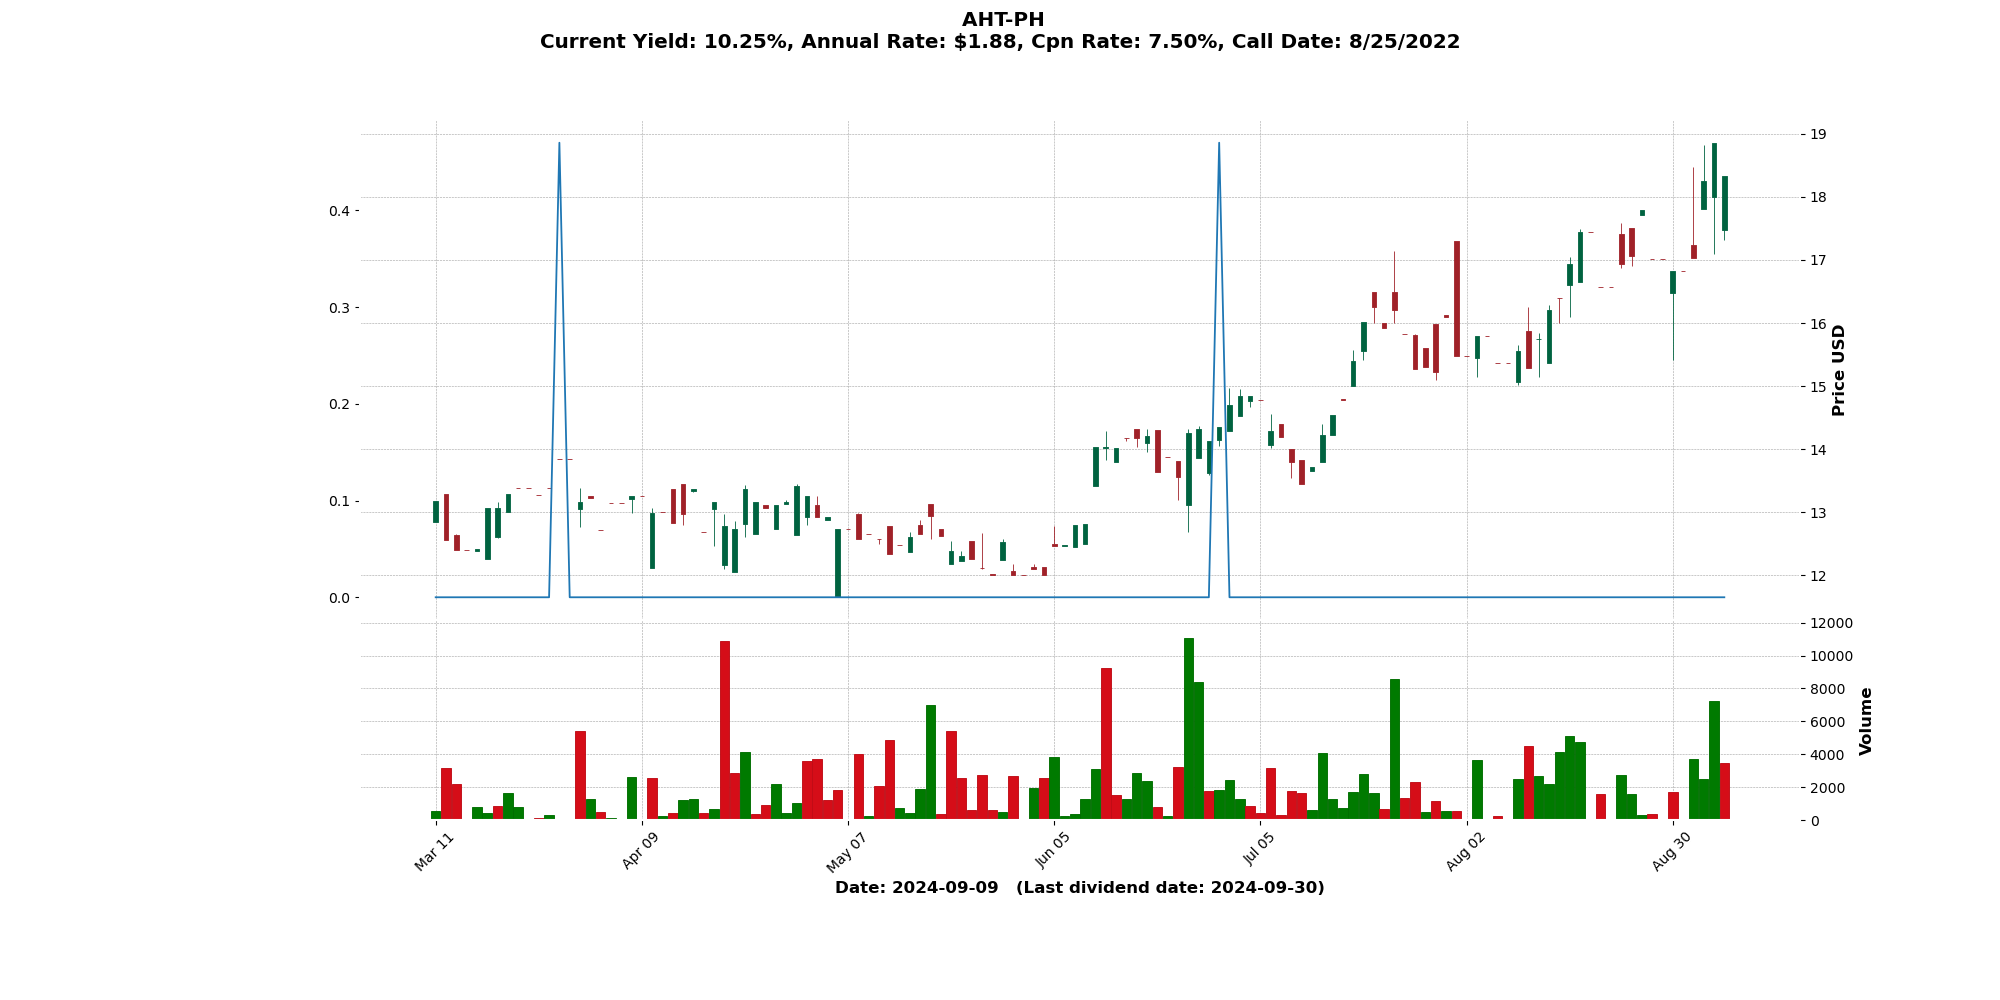 AHT-PH
Current Yield: 10.25%, Annual Rate: $1.88, Cpn Rate: 7.50%, Call Date: 8/25/2022
0.4
0.3
0.2
0.1
0.0
19
18
17
16
15
14
13
12
Price USD
12000
10000
8000
6000
4000
2000
0
Volume
Mar 11
Apr 09
May 07
Jun 05
Jul 05
Aug 02
Aug 30
Date: 2024-09-09 (Last dividend date: 2024-09-30)